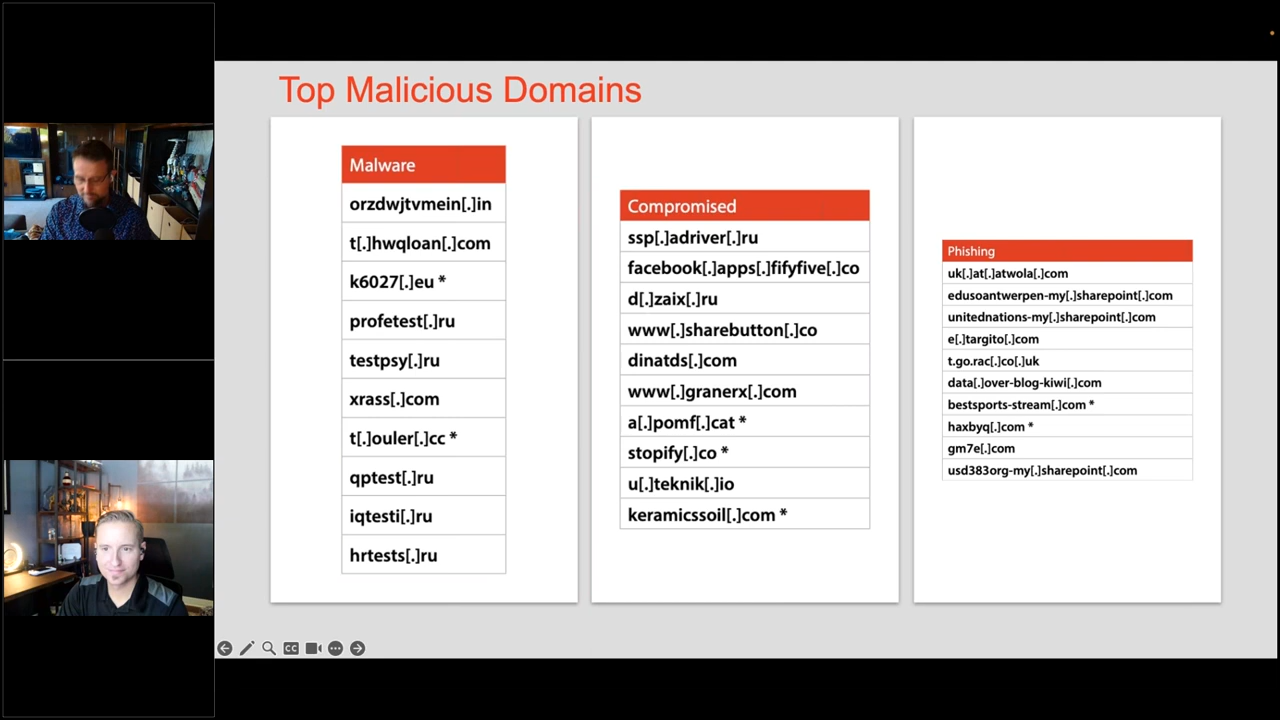 Top Malicious Domains
Malware
orzdwjtvmein[.]in
t[.]hwqloan[.]com
k6027[.]eu *
profetest[.]ru
testpsy[.]ru
xrass[.]com
t[.]ouler[.]cc *
qptest[.]ru
iqtesti[.]ru
hrtests[.]ru
Compromised
ssp[.]adriver[.]ru
facebook[.]apps[.]fifyfive[.]co
d[.]zaix[.]ru
www[.]sharebutton[.]co
dinatds[.]com
www[.]granerx[.]com
a[.]pomf[.]cat *
stopify[.]co *
u[.]teknik[.]io
keramicssoil[.]com *
Phishing
uk[.]at[.]atwola[.]com
edusoantwerpen-my[.]sharepoint[.]com
unitednations-my[.]sharepoint[.]com
e[.]targito[.]com
t.go.rac[.]co[.]uk
data[.]over-blog-kiwi[.]com
bestsports-stream[.]com *
haxbyq[.]com *
gm7e[.]com
usd383org-my[.]sharepoint[.]com
CC